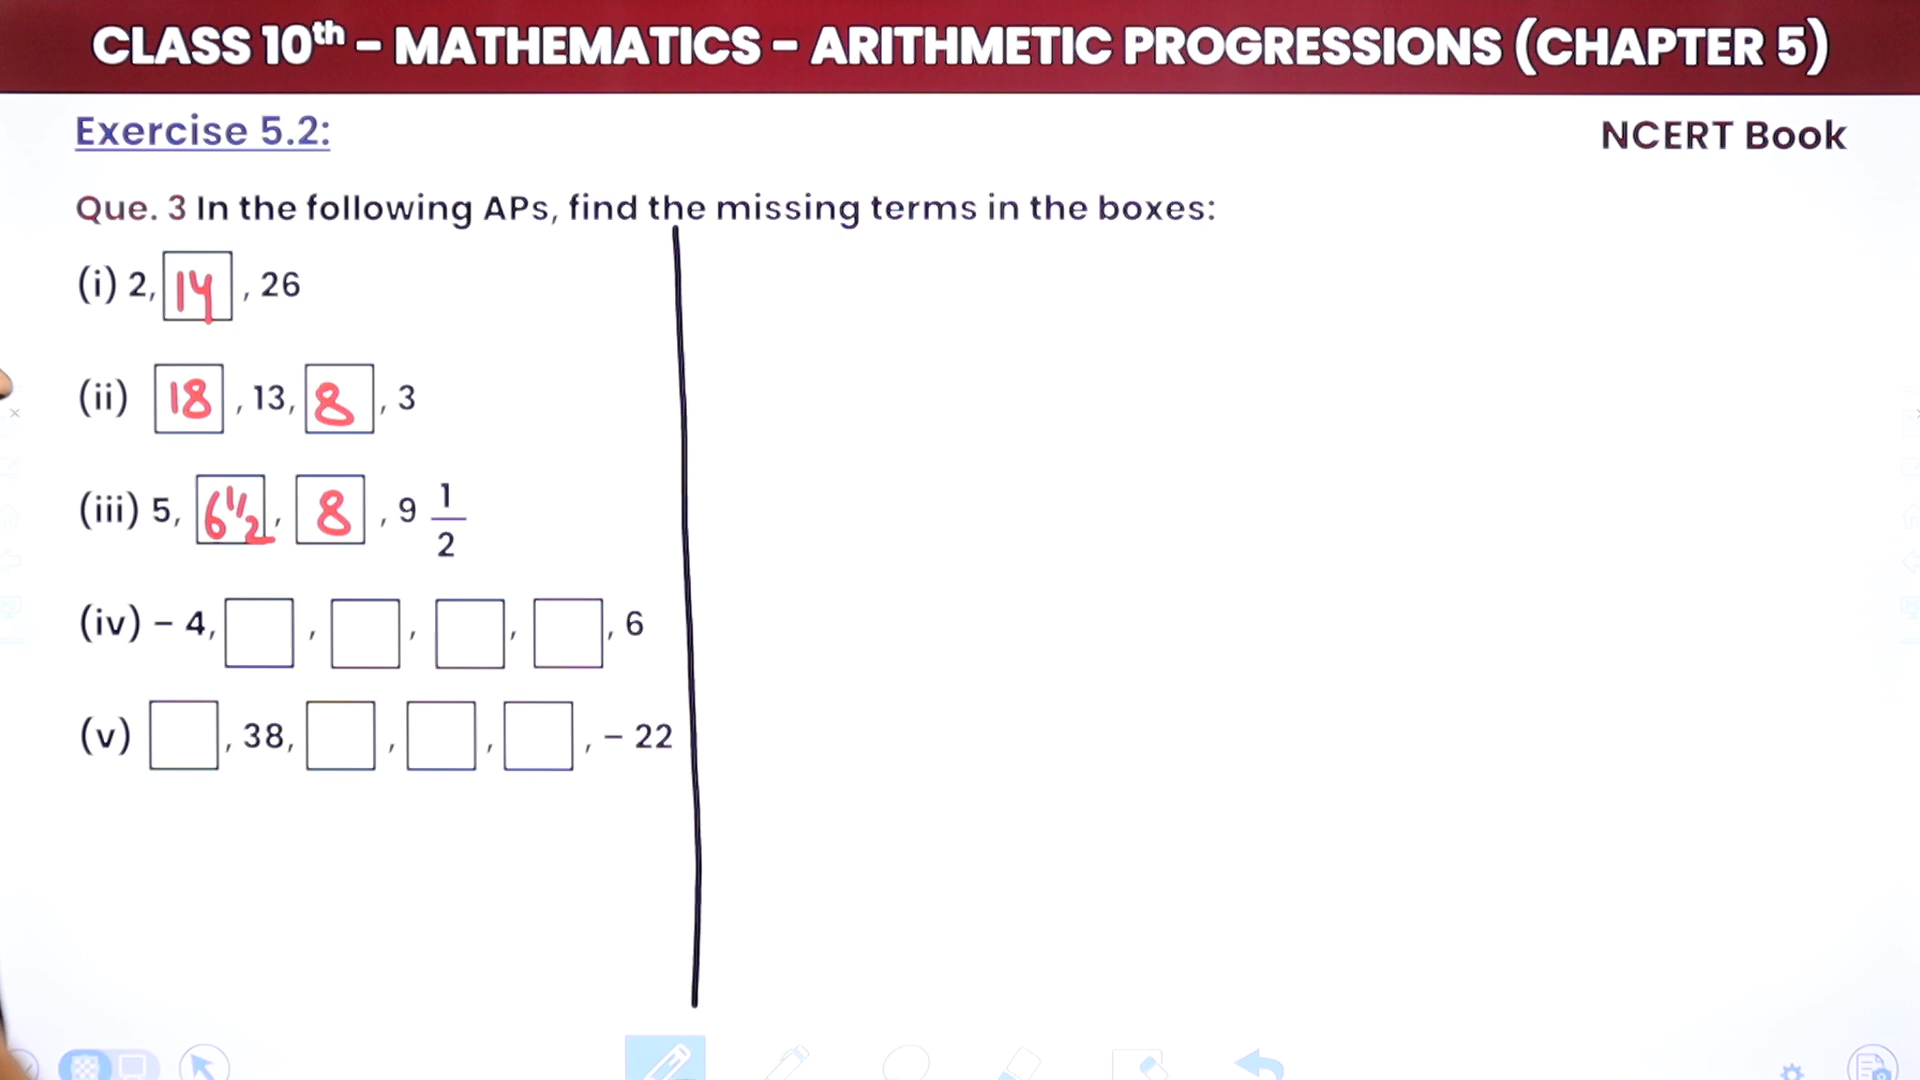 CLASS 10th – MATHEMATICS – ARITHMETIC PROGRESSIONS (CHAPTER 5)
Exercise 5.2:
NCERT Book
Que. 3 In the following APs, find the missing terms in the boxes:
(i) 2, 14 , 26
(ii) 18 , 13, 8 , 3
(iii) 5, 6 1/2, 8 , 9 1/2
(iv) – 4, , , , , 6
(v) , 38, , , , – 22